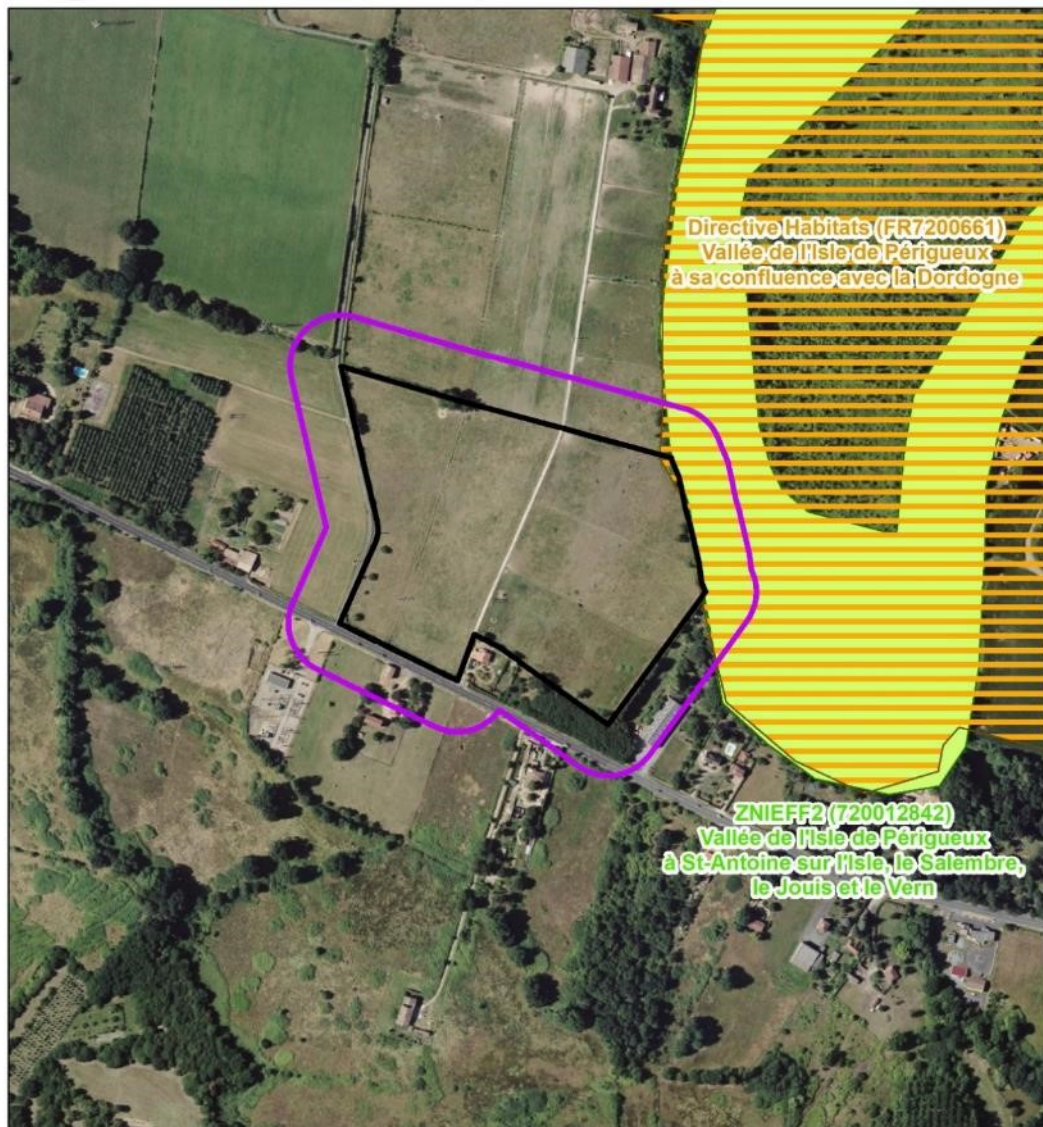 Directive Habitats (FR7200661)
Vallée de l'Isle de Périgueux
à sa confluence avec la Dordogne
ZNIEFF2 (720012842)
Vallée de l'Isle de Périgueux
à St-Antoine sur l'Isle, le Salembre,
le Jouis et le Vern